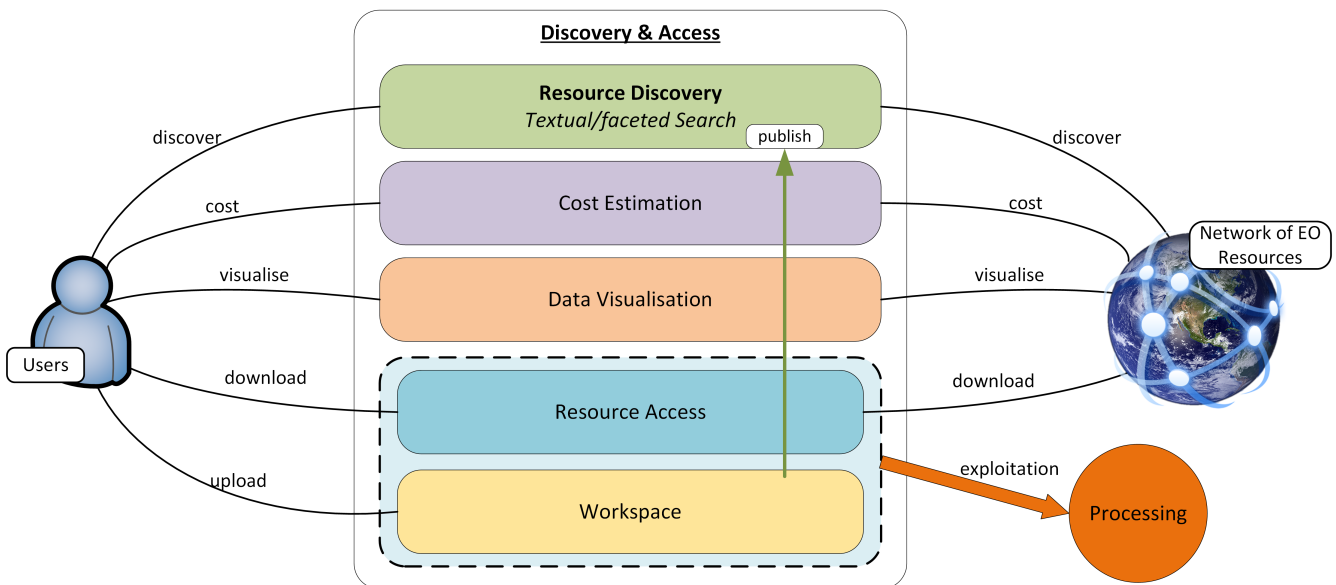 Discovery & Access
Resource Discovery
Textual/faceted Search
publish
discover
discover
Cost Estimation
cost
cost
Network of EO
Resources
Data Visualisation
visualise
visualise
Users
download
download
Resource Access
upload
exploitation
Workspace
Processing